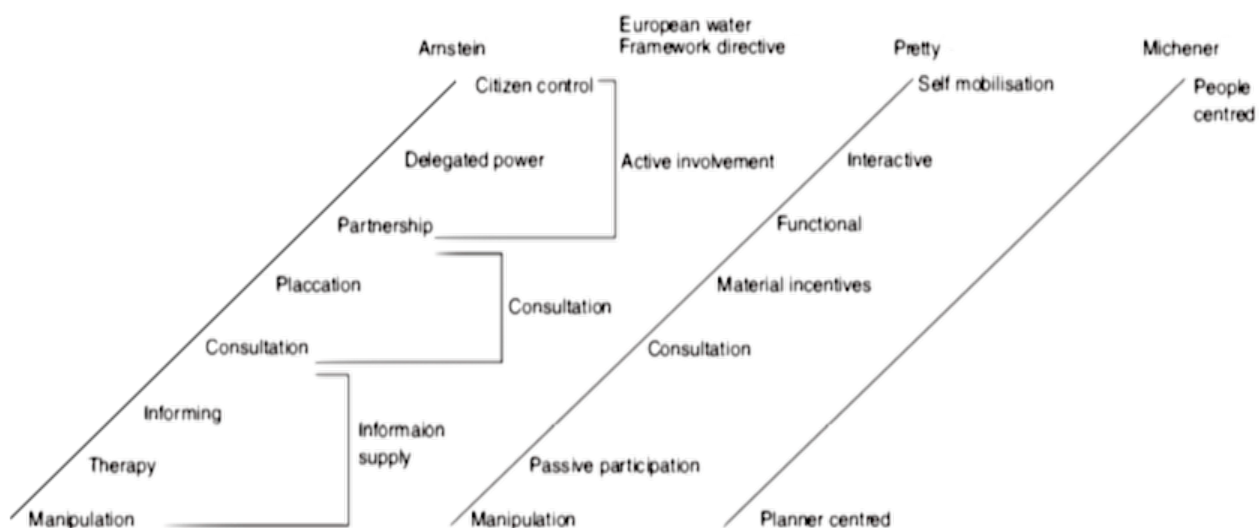 European water
Arnstein Framework directive Pretty Michener
Citizen control Self mobilisation People
centred
Delegated power Active involvement Interactive
Partnership Functional
Placcation Material incentives
Consultation
Consultation Consultation
Informing
Informaion
supply
Therapy Passive participation
Manipulation Manipulation Planner centred